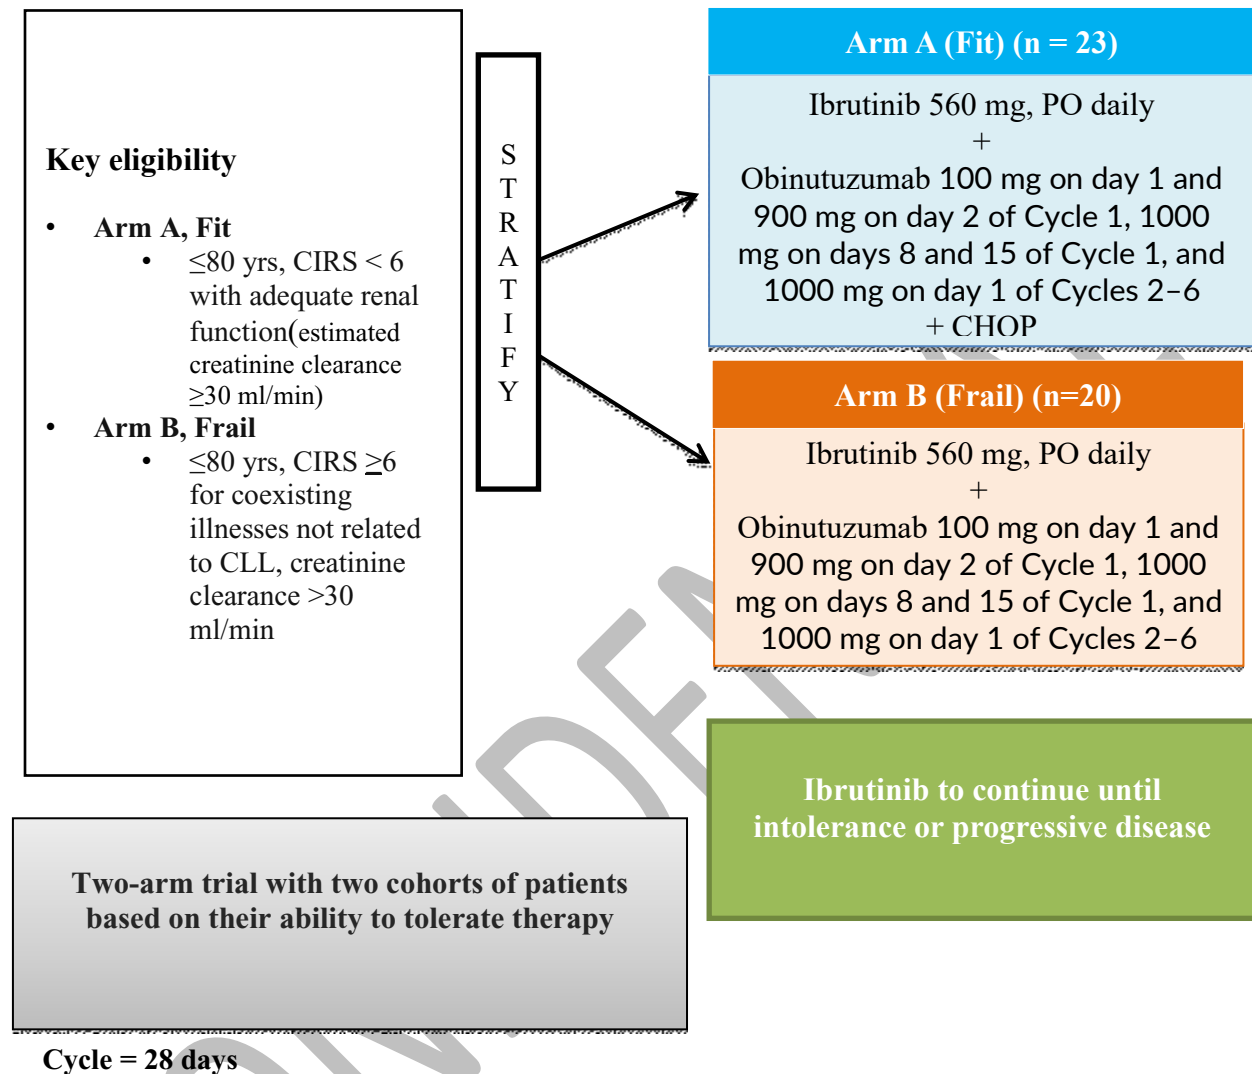 Key eligibility
• Arm A, Fit
• ≤80 yrs, CIRS < 6
with adequate renal
function(estimated
creatinine clearance
≥30 ml/min)
• Arm B, Frail
• ≤80 yrs, CIRS ≥6
for coexisting
illnesses not related
to CLL, creatinine
clearance >30
ml/min
S
T
R
A
T
I
F
Y
Arm A (Fit) (n = 23)
Ibrutinib 560 mg, PO daily
+
Obinutuzumab 100 mg on day 1 and
900 mg on day 2 of Cycle 1, 1000
mg on days 8 and 15 of Cycle 1, and
1000 mg on day 1 of Cycles 2–6
+ CHOP
Arm B (Frail) (n=20)
Ibrutinib 560 mg, PO daily
+
Obinutuzumab 100 mg on day 1 and
900 mg on day 2 of Cycle 1, 1000
mg on days 8 and 15 of Cycle 1, and
1000 mg on day 1 of Cycles 2–6
Ibrutinib to continue until
intolerance or progressive disease
Two-arm trial with two cohorts of patients
based on their ability to tolerate therapy
Cycle = 28 days